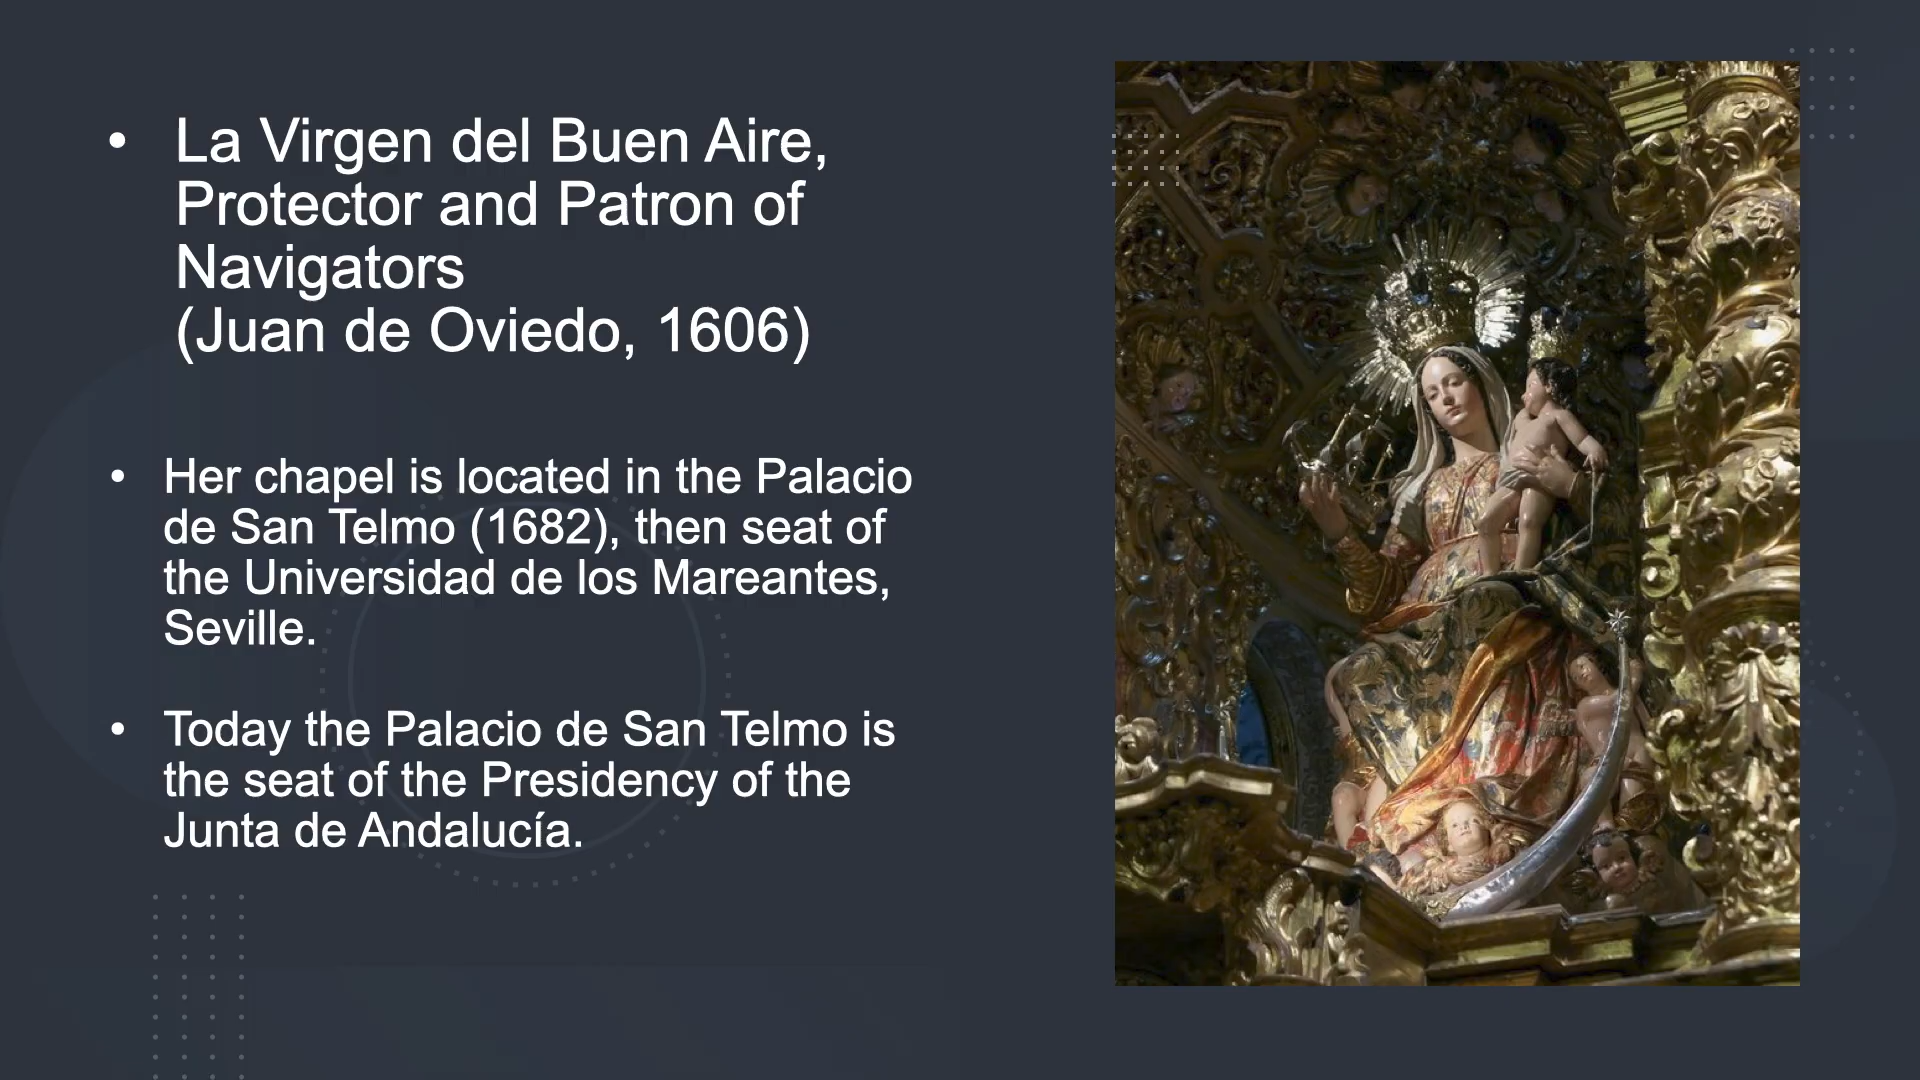 • La Virgen del Buen Aire,
Protector and Patron of
Navigators
(Juan de Oviedo, 1606)
• Her chapel is located in the Palacio
de San Telmo (1682), then seat of
the Universidad de los Mareantes,
Seville.
• Today the Palacio de San Telmo is
the seat of the Presidency of the
Junta de Andalucía.